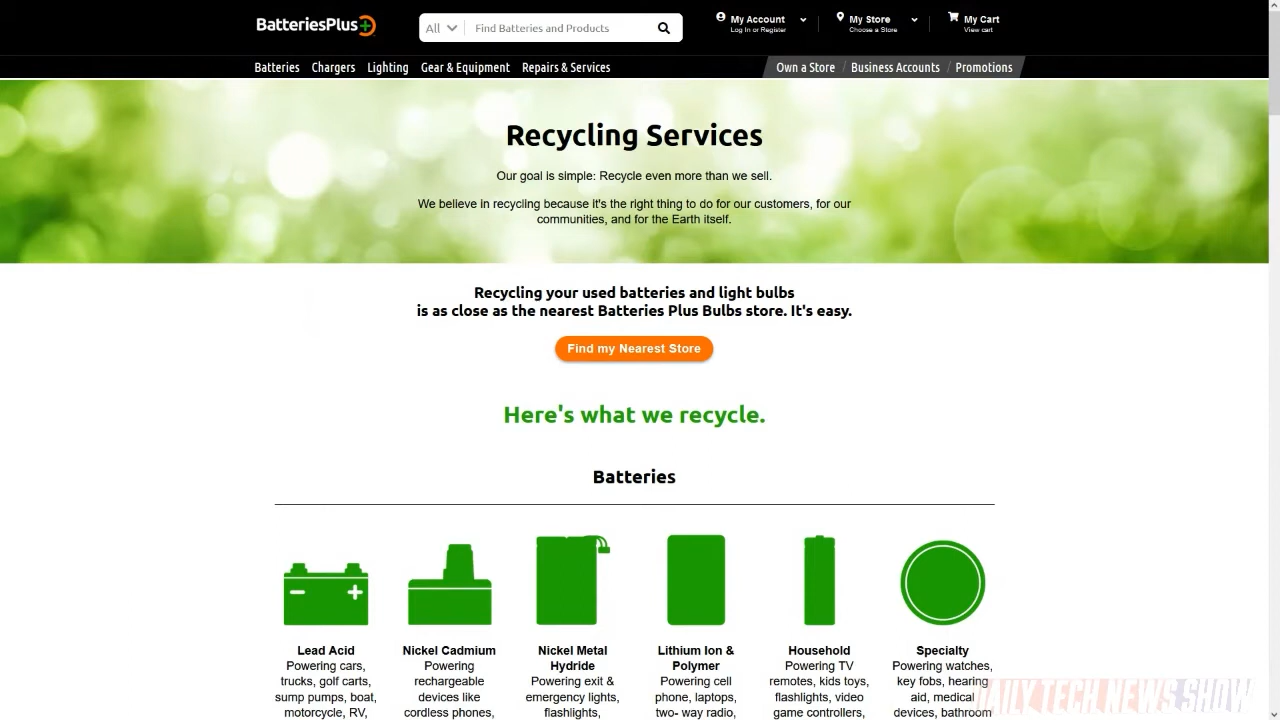 BatteriesPlus+
All
Find Batteries and Products
My Account
Log In or Register
My Store
Choose a Store
My Cart
View cart
Batteries
Chargers
Lighting
Gear & Equipment
Repairs & Services
Own a Store
Business Accounts
Promotions
Recycling Services
Our goal is simple: Recycle even more than we sell.
We believe in recycling because it's the right thing to do for our customers, for our
communities, and for the Earth itself.
Recycling your used batteries and light bulbs
is as close as the nearest Batteries Plus Bulbs store. It's easy.
Find my Nearest Store
Here's what we recycle.
Batteries
Lead Acid
Powering cars,
trucks, golf carts,
sump pumps, boat,
motorcycle, RV,
Nickel Cadmium
Powering
rechargeable
devices like
cordless phones,
Nickel Metal
Hydride
Powering exit &
emergency lights,
flashlights,
Lithium Ion &
Polymer
Powering cell
phone, laptops,
two- way radio,
Household
Powering TV
remotes, kids toys,
flashlights, video
game controllers,
Specialty
Powering watches,
key fobs, hearing
aid, medical
devices, bathroom
DAILY TECH NEWS SHOW